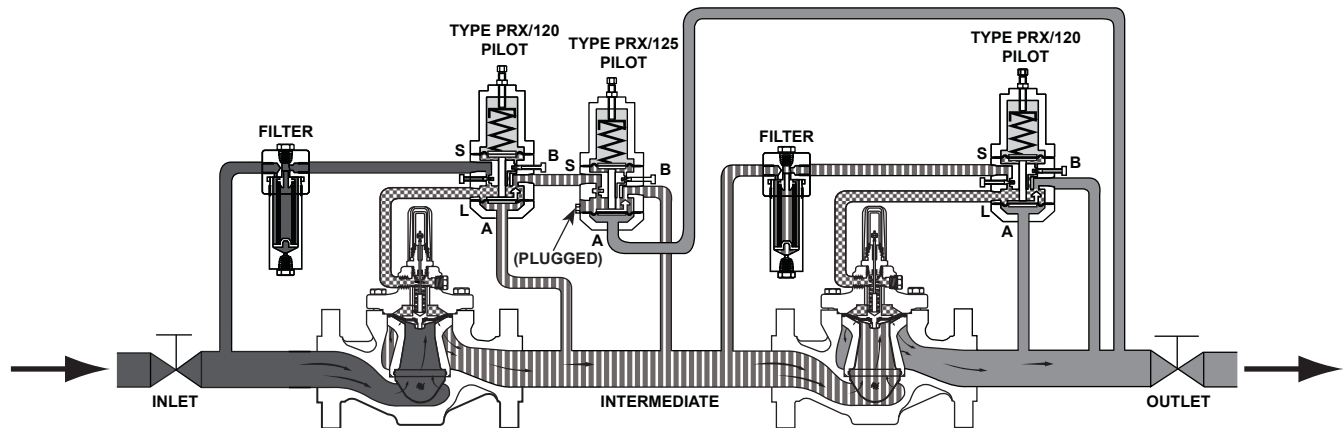 TYPE PRX/120
PILOT
TYPE PRX/125
PILOT
TYPE PRX/120
PILOT
FILTER
S
B
L
A
S
B
A
(PLUGGED)
FILTER
S
B
L
A
INLET
INTERMEDIATE
OUTLET